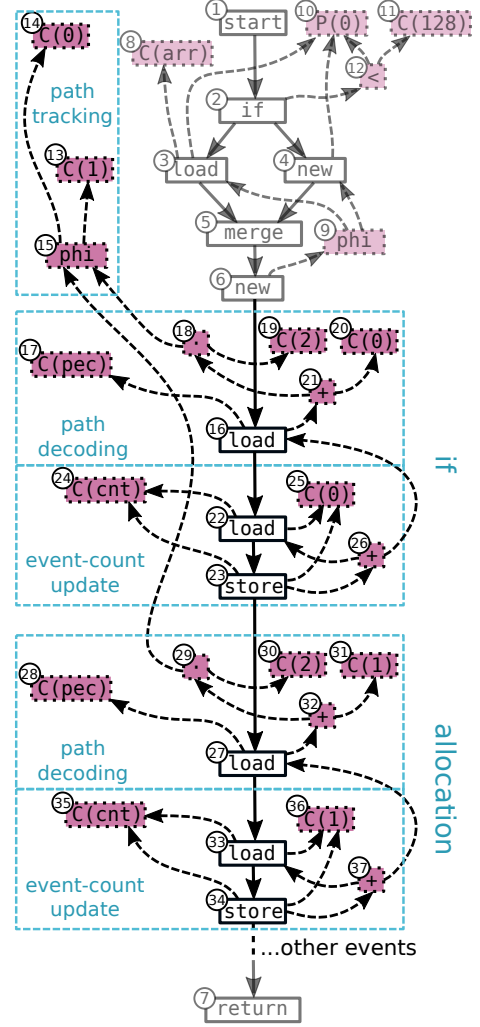 1 start
10 P(0)
11 C(128)
14 C(0)
8 C(arr)
12 <
path
tracking
2 if
13 C(1)
3 load
4 new
5 merge
9 phi
15 phi
6 new
18 .
19 C(2)
20 C(0)
17 C(pec)
21 +
path
decoding
16 load
if
24 C(cnt)
25 C(0)
22 load
26 +
event-count
update
23 store
29 .
30 C(2)
31 C(1)
28 C(pec)
32 +
path
decoding
27 load
allocation
35 C(cnt)
36 C(1)
33 load
37 +
event-count
update
34 store
...other events
7 return